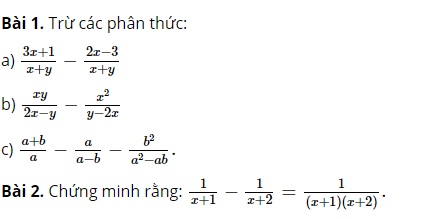 Bài 1. Trừ các phân thức:
a) \frac{3x+1}{x+y} − \frac{2x−3}{x+y}
b) \frac{xy}{2x−y} − \frac{x^2}{y−2x}
c) \frac{a+b}{a} − \frac{a}{a−b} − \frac{b^2}{a^2−ab}.
Bài 2. Chứng minh rằng: \frac{1}{x+1} − \frac{1}{x+2} = \frac{1}{(x+1)(x+2)}.